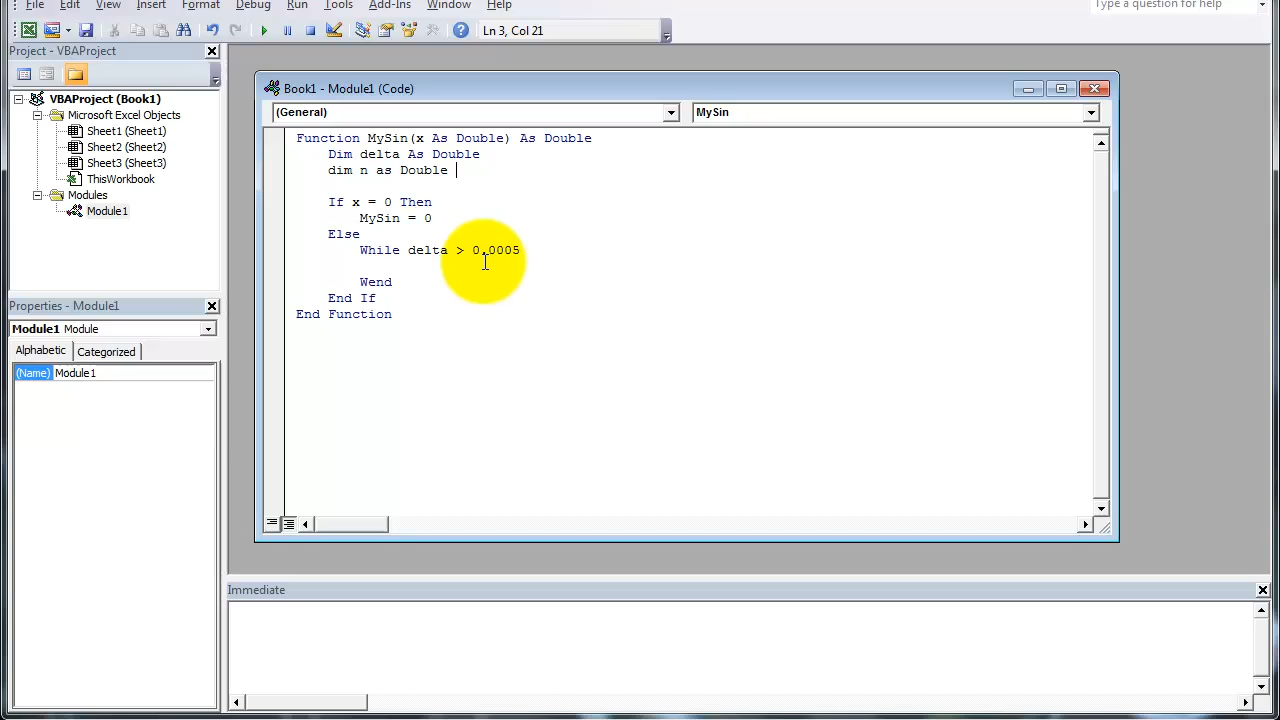 File Edit View Insert Format Debug Run Tools Add-Ins Window Help
Type a question for help
Ln 3, Col 21
Project - VBAProject
VBAProject (Book1)
Microsoft Excel Objects
Sheet1 (Sheet1)
Sheet2 (Sheet2)
Sheet3 (Sheet3)
ThisWorkbook
Modules
Module1
Properties - Module1
Module1 Module
Alphabetic Categorized
(Name) Module1
Book1 - Module1 (Code)
(General)
MySin
Function MySin(x As Double) As Double
Dim delta As Double
dim n as Double
If x = 0 Then
MySin = 0
Else
While delta > 0.0005
Wend
End If
End Function
Immediate